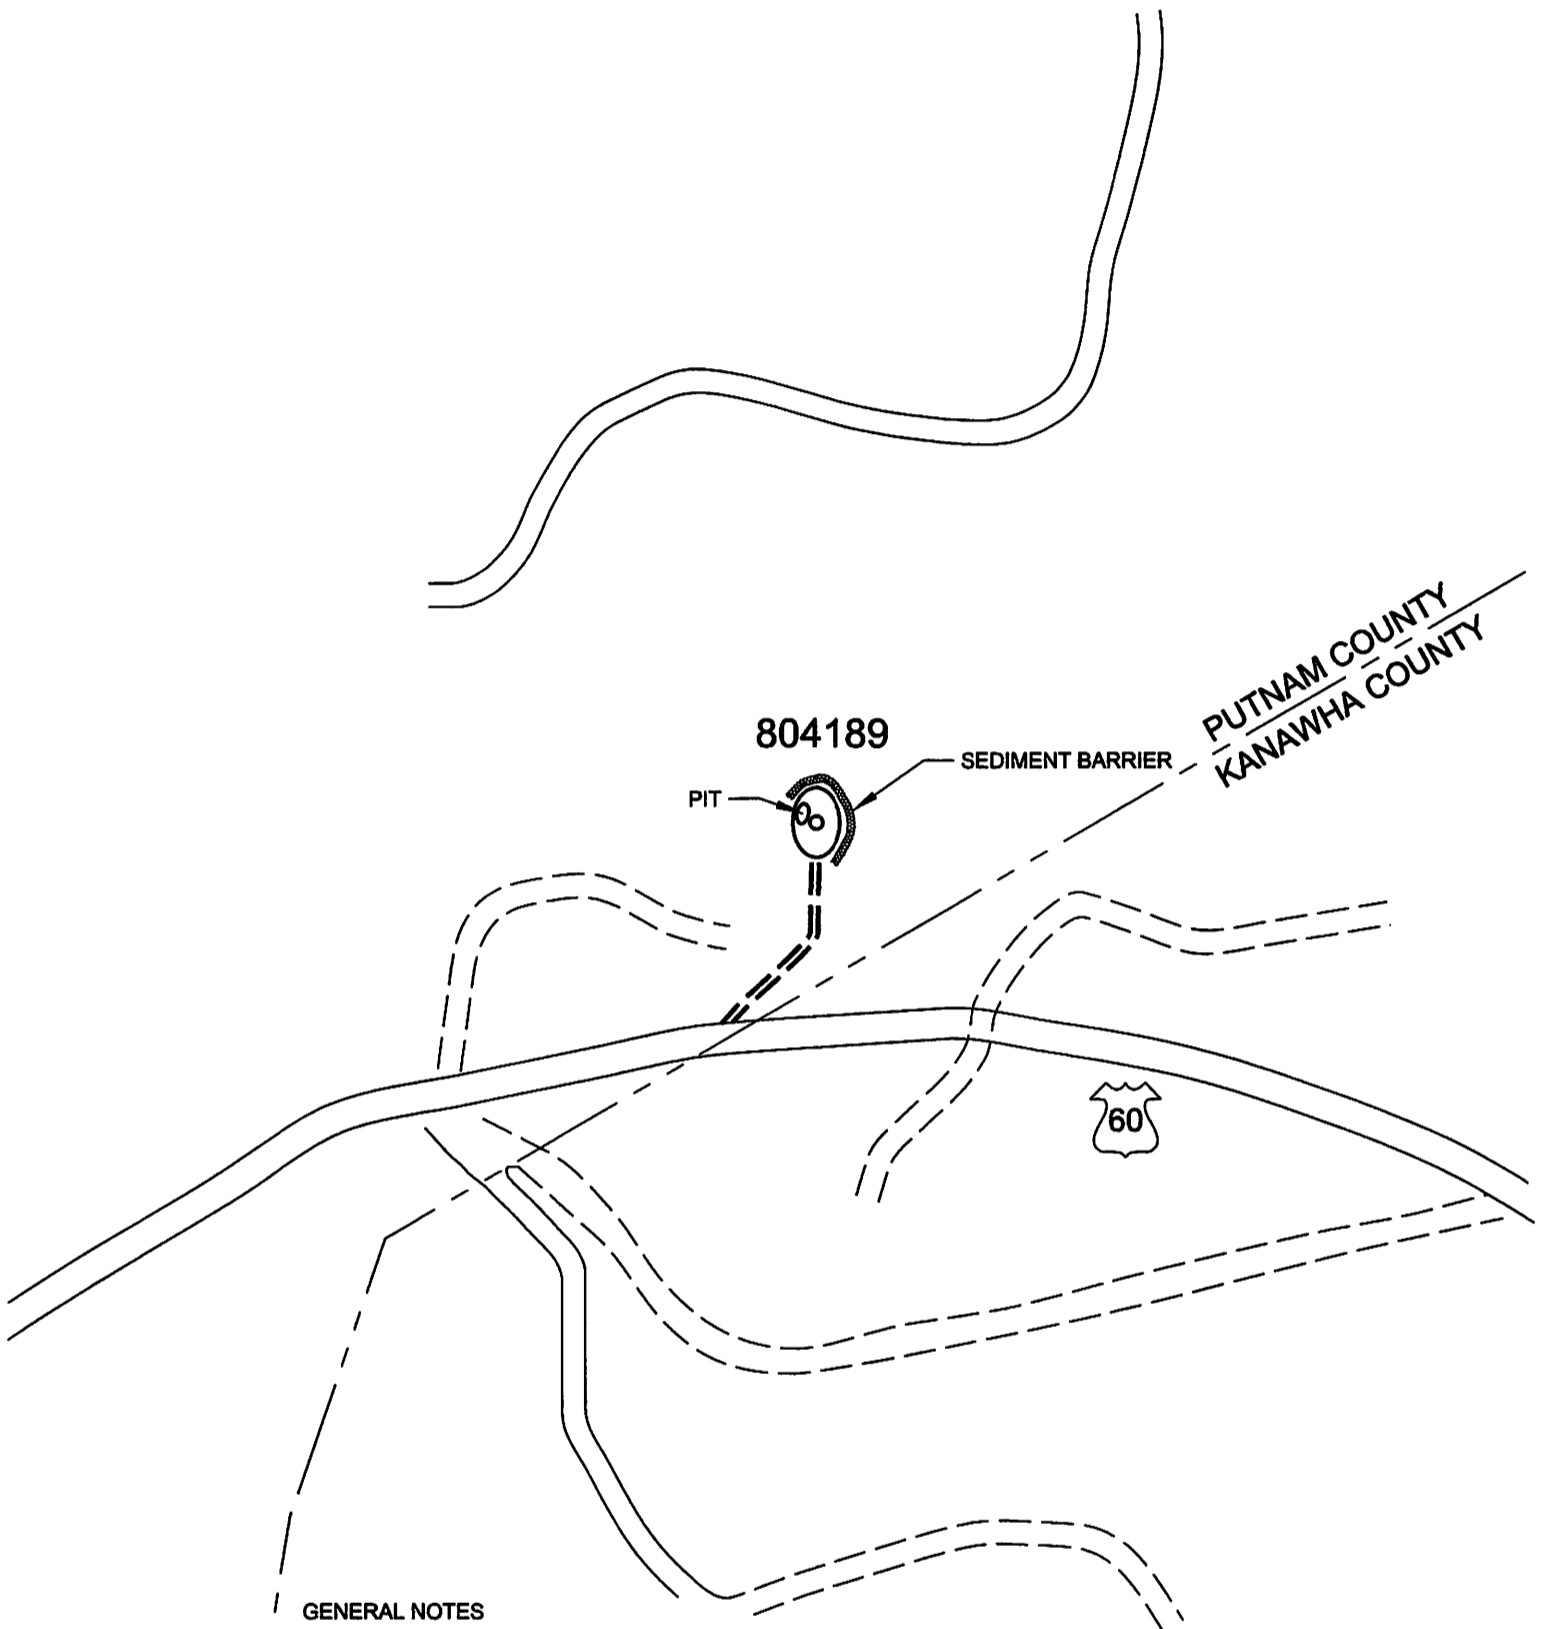 PUTNAM COUNTY
KANAWHA COUNTY
804189
SEDIMENT BARRIER
PIT
60
GENERAL NOTES